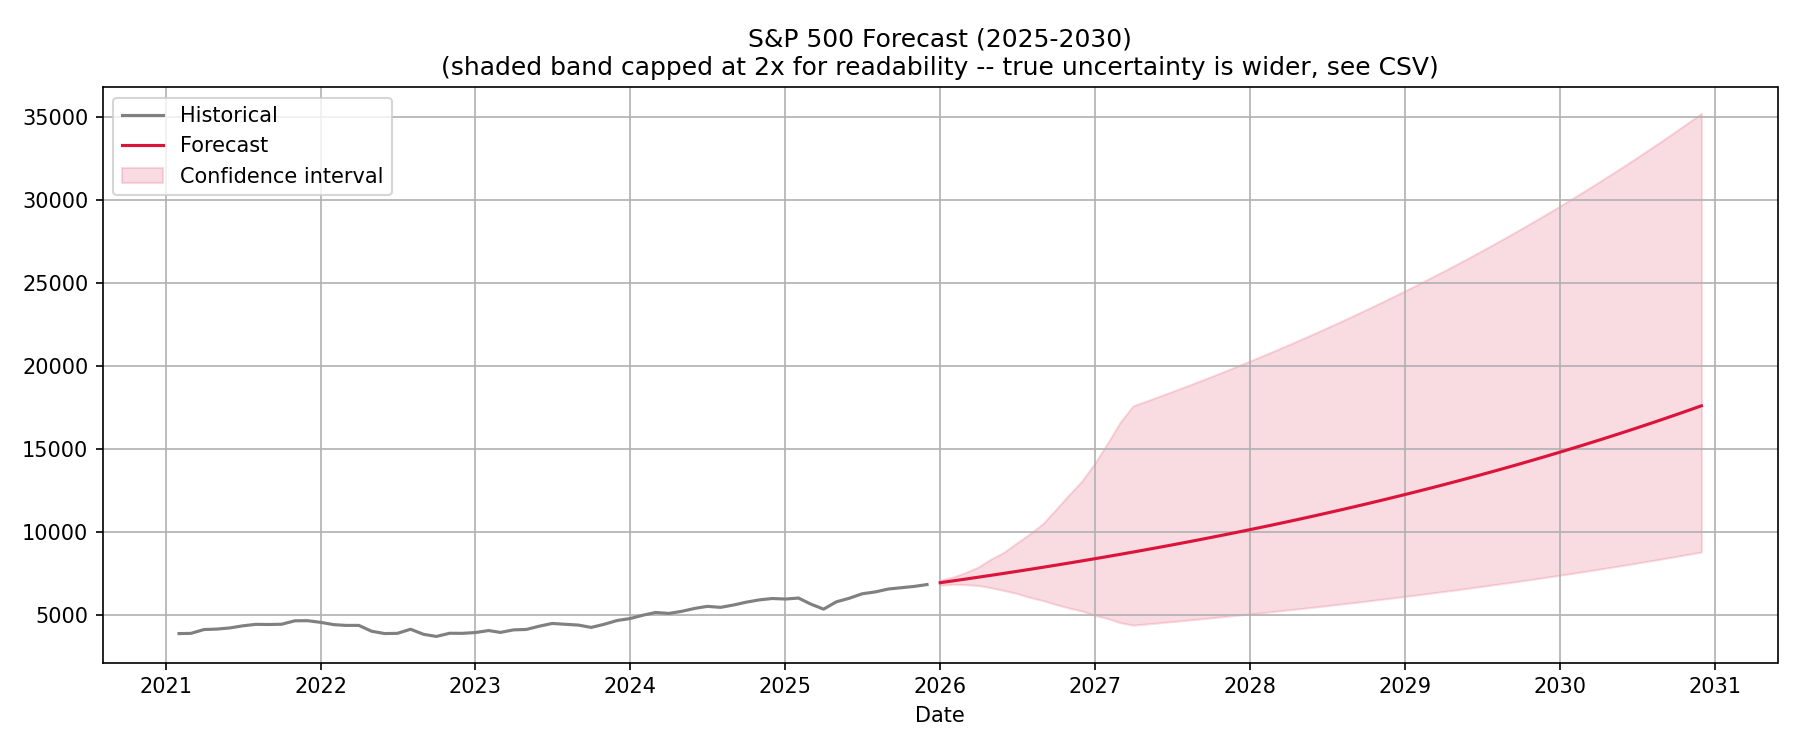 S&P 500 Forecast (2025-2030)
(shaded band capped at 2x for readability -- true uncertainty is wider, see CSV)
Historical
Forecast
Confidence interval
35000
30000
25000
20000
15000
10000
5000
2021 2022 2023 2024 2025 2026 2027 2028 2029 2030 2031
Date